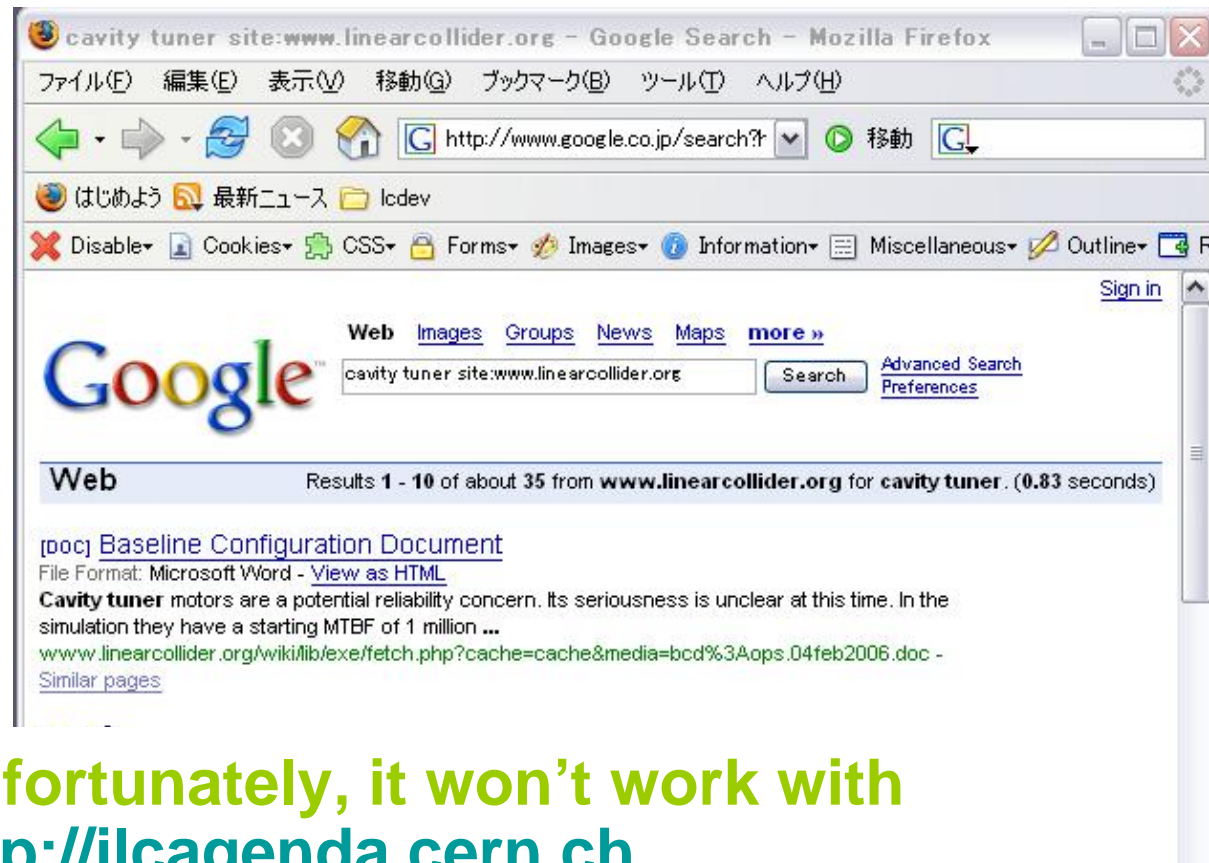 cavity tuner site:www.linearcollider.org - Google Search - Mozilla Firefox
ファイル(F) 編集(E) 表示(V) 移動(G) ブックマーク(B) ツール(T) ヘルプ(H)
http://www.google.co.jp/search?h 移動
はじめよう 最新ニュース lcdev
Disable Cookies CSS Forms Images Information Miscellaneous Outline
Sign in
Web Images Groups News Maps more »
Google™
cavity tuner site:www.linearcollider.org Search Advanced Search
Preferences
Web Results 1 - 10 of about 35 from www.linearcollider.org for cavity tuner. (0.83 seconds)
[DOC] Baseline Configuration Document
File Format: Microsoft Word - View as HTML
Cavity tuner motors are a potential reliability concern. Its seriousness is unclear at this time. In the
simulation they have a starting MTBF of 1 million ...
www.linearcollider.org/wiki/lib/exe/fetch.php?cache=cache&media=bcd%3Aops.04feb2006.doc -
Similar pages
fortunately, it won't work with
p://ilcagenda.cern.ch